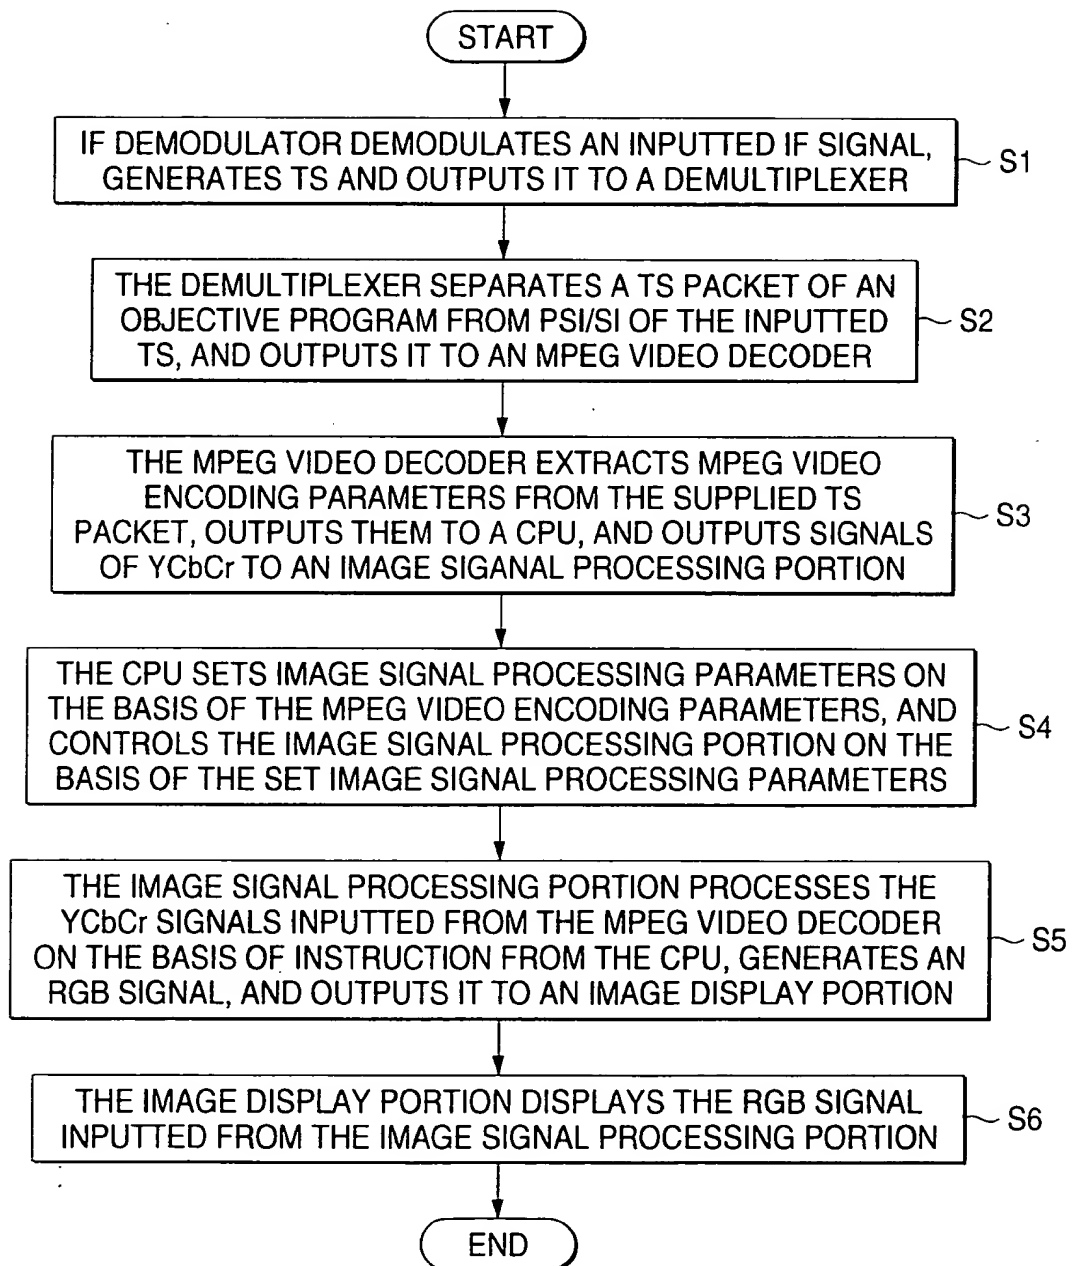 START
IF DEMODULATOR DEMODULATES AN INPUTTED IF SIGNAL,
GENERATES TS AND OUTPUTS IT TO A DEMULTIPLEXER
S1
THE DEMULTIPLEXER SEPARATES A TS PACKET OF AN
OBJECTIVE PROGRAM FROM PSI/SI OF THE INPUTTED
TS, AND OUTPUTS IT TO AN MPEG VIDEO DECODER
S2
THE MPEG VIDEO DECODER EXTRACTS MPEG VIDEO
ENCODING PARAMETERS FROM THE SUPPLIED TS
PACKET, OUTPUTS THEM TO A CPU, AND OUTPUTS SIGNALS
OF YCbCr TO AN IMAGE SIGANAL PROCESSING PORTION
S3
THE CPU SETS IMAGE SIGNAL PROCESSING PARAMETERS ON
THE BASIS OF THE MPEG VIDEO ENCODING PARAMETERS, AND
CONTROLS THE IMAGE SIGNAL PROCESSING PORTION ON THE
BASIS OF THE SET IMAGE SIGNAL PROCESSING PARAMETERS
S4
THE IMAGE SIGNAL PROCESSING PORTION PROCESSES THE
YCbCr SIGNALS INPUTTED FROM THE MPEG VIDEO DECODER
ON THE BASIS OF INSTRUCTION FROM THE CPU, GENERATES AN
RGB SIGNAL, AND OUTPUTS IT TO AN IMAGE DISPLAY PORTION
S5
THE IMAGE DISPLAY PORTION DISPLAYS THE RGB SIGNAL
INPUTTED FROM THE IMAGE SIGNAL PROCESSING PORTION
S6
END